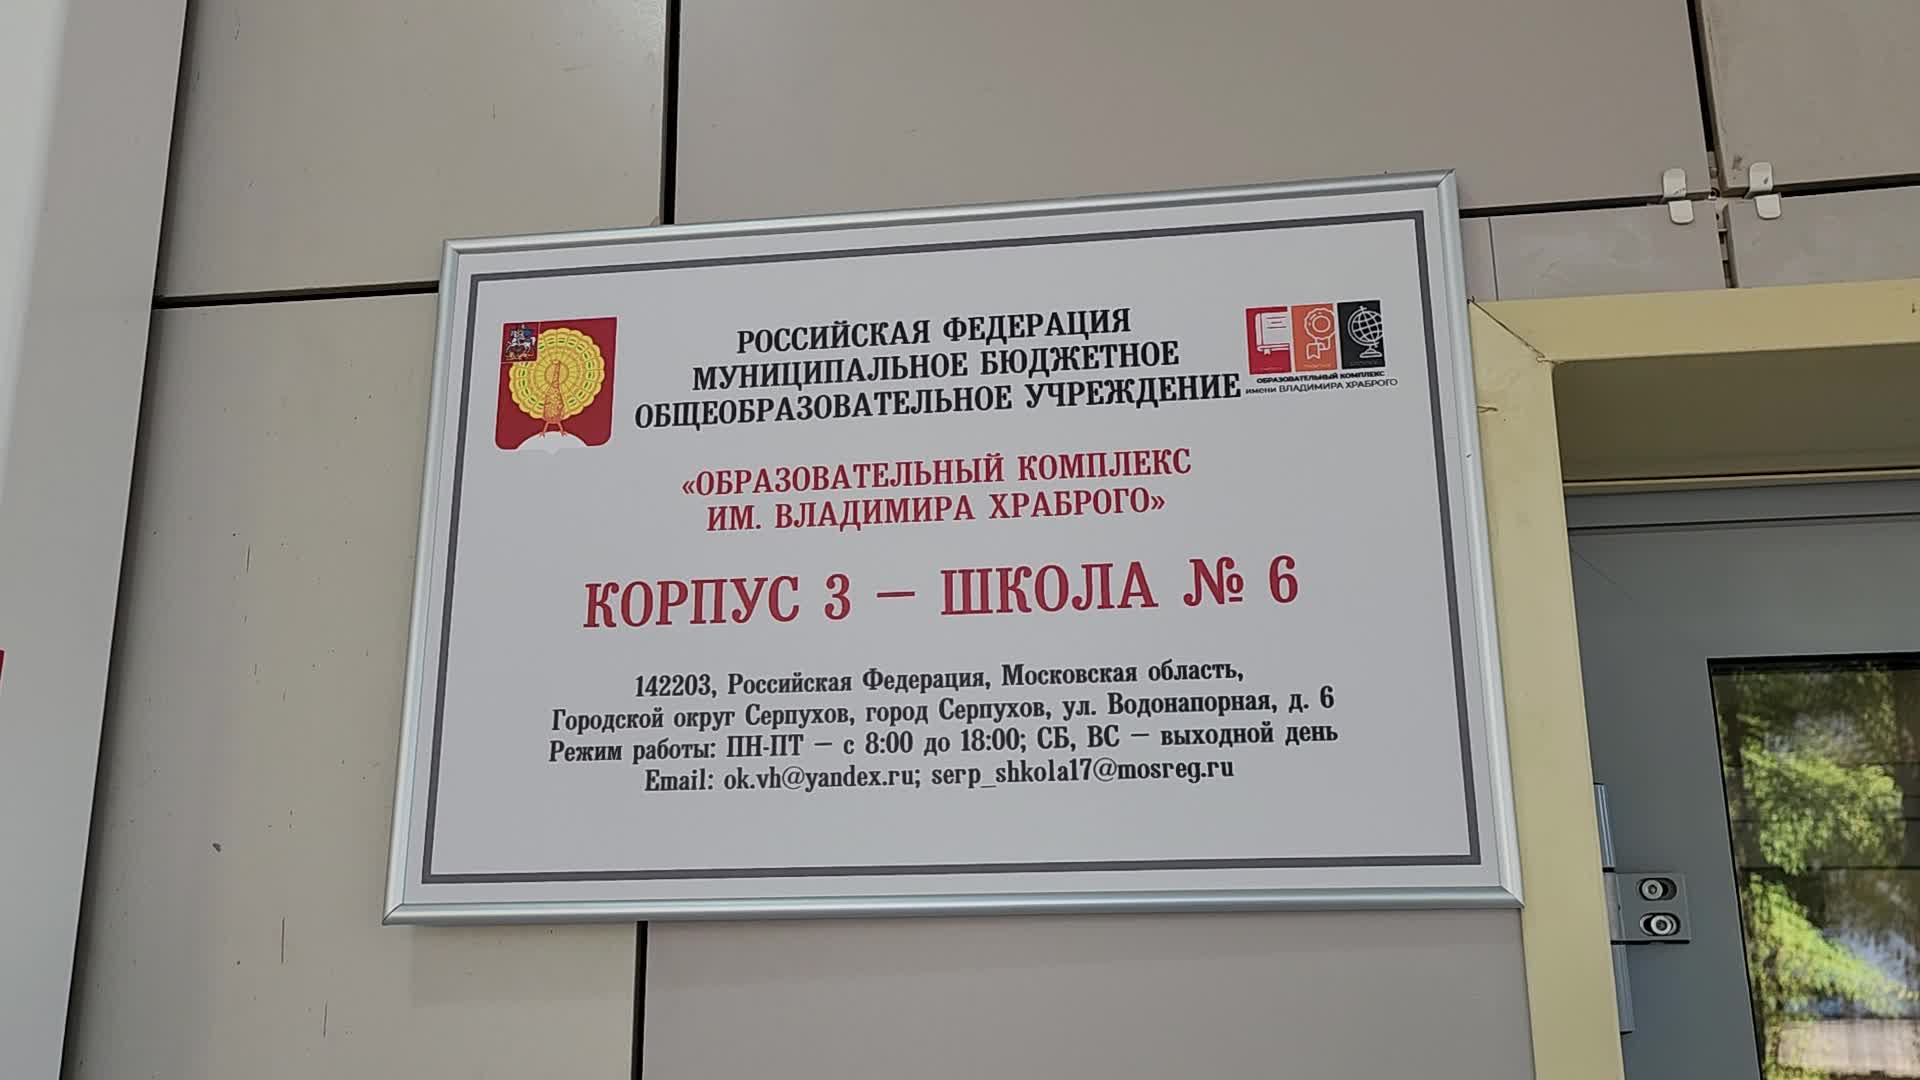 РОССИЙСКАЯ ФЕДЕРАЦИЯ
МУНИЦИПАЛЬНОЕ БЮДЖЕТНОЕ
ОБЩЕОБРАЗОВАТЕЛЬНОЕ УЧРЕЖДЕНИЕ
ОБРАЗОВАТЕЛЬНЫЙ КОМПЛЕКС
имени ВЛАДИМИРА ХРАБРОГО
«ОБРАЗОВАТЕЛЬНЫЙ КОМПЛЕКС
ИМ. ВЛАДИМИРА ХРАБРОГО»
КОРПУС 3 – ШКОЛА № 6
142203, Российская Федерация, Московская область,
Городской округ Серпухов, город Серпухов, ул. Водонапорная, д. 6
Режим работы: ПН-ПТ – с 8:00 до 18:00; СБ, ВС – выходной день
Email: ok.vh@yandex.ru; serp_shkola17@mosreg.ru